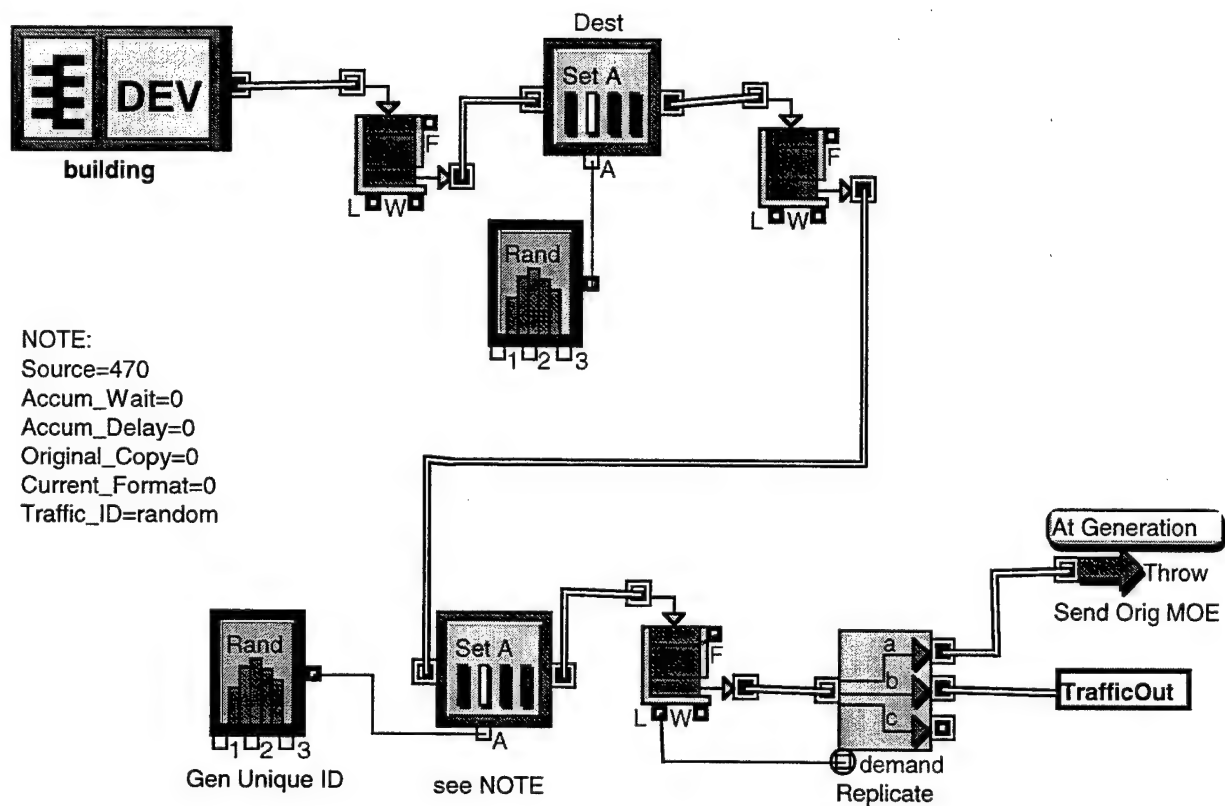 Dest
DEV
building
Set A
F
L W
A
F
L W
Rand
1 2 3
NOTE:
Source=470
Accum_Wait=0
Accum_Delay=0
Original_Copy=0
Current_Format=0
Traffic_ID=random
At Generation
Throw
Send Orig MOE
Rand
1 2 3
Gen Unique ID
Set A
A
see NOTE
F
L W
a
b
c
demand
Replicate
TrafficOut